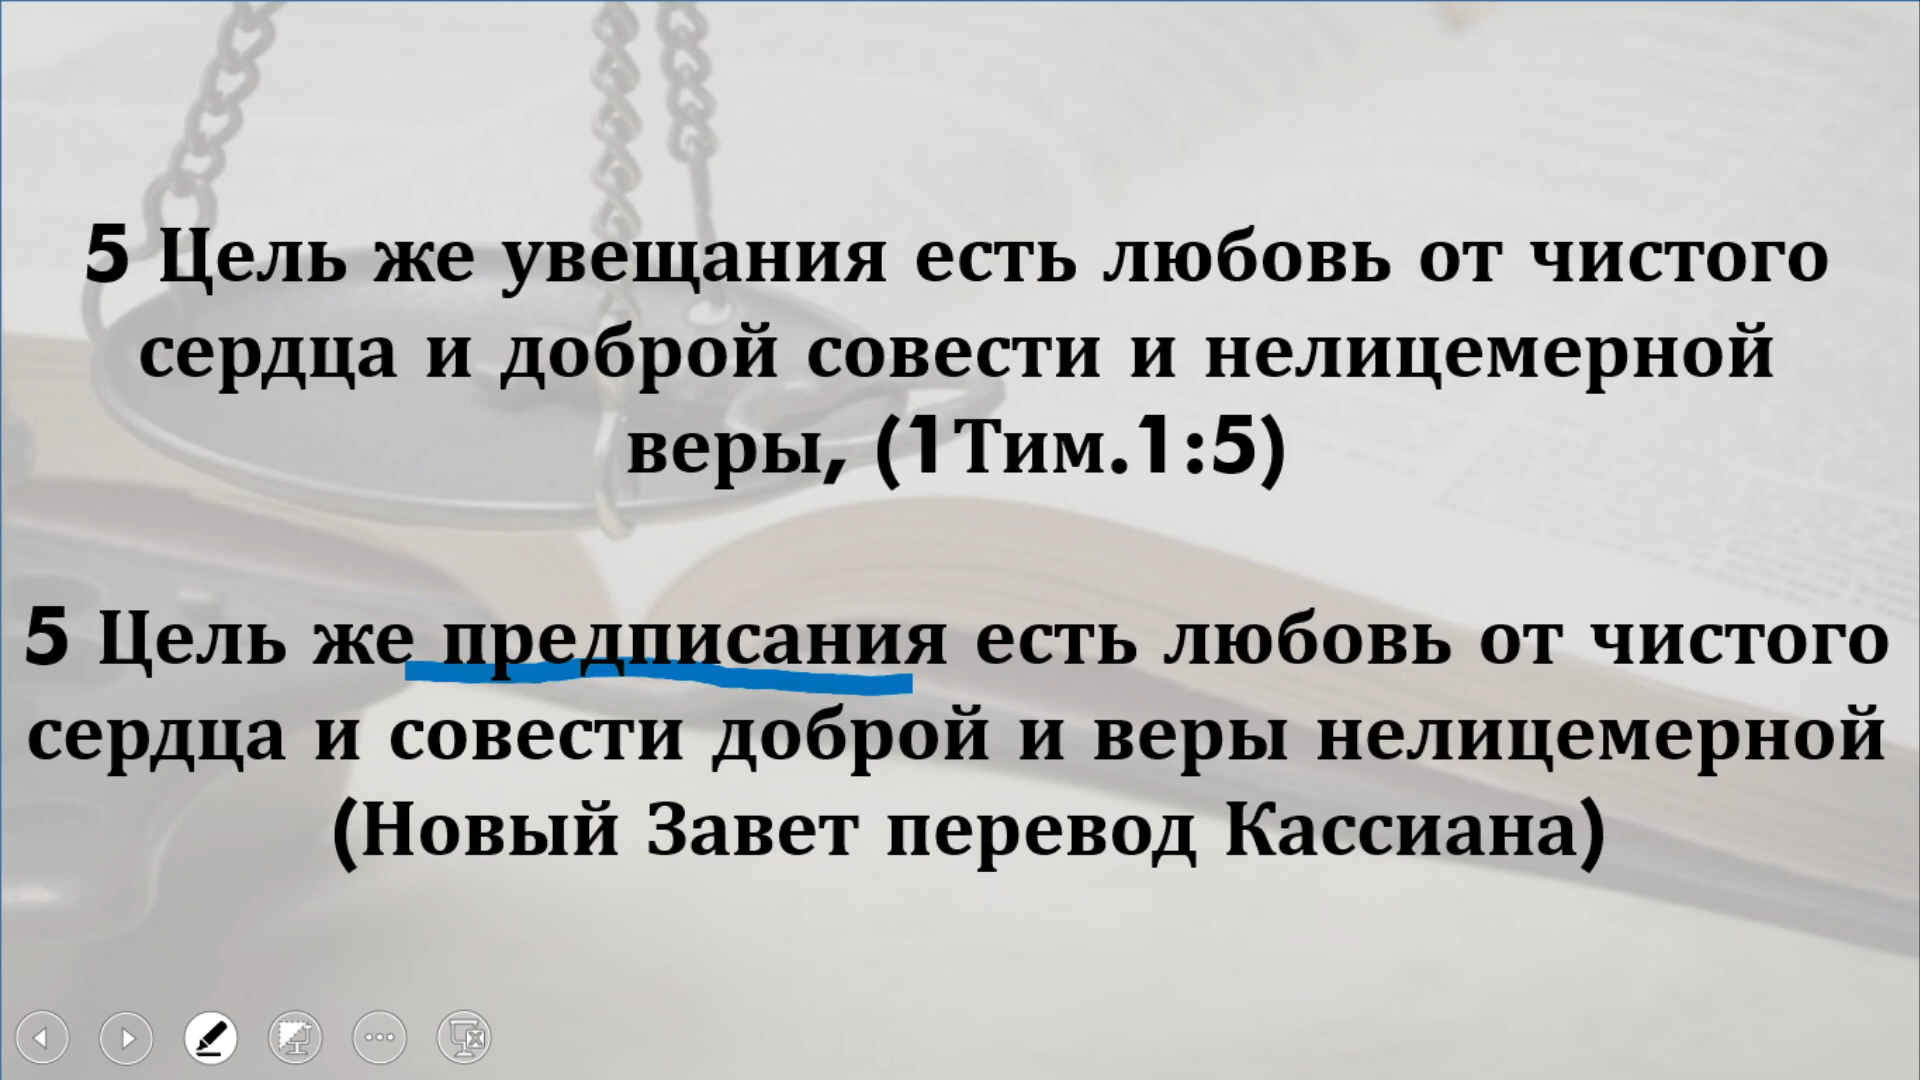 5 Цель же увещания есть любовь от чистого
сердца и доброй совести и нелицемерной
веры, (1Тим.1:5)
5 Цель же предписания есть любовь от чистого
сердца и совести доброй и веры нелицемерной
(Новый Завет перевод Кассиана)